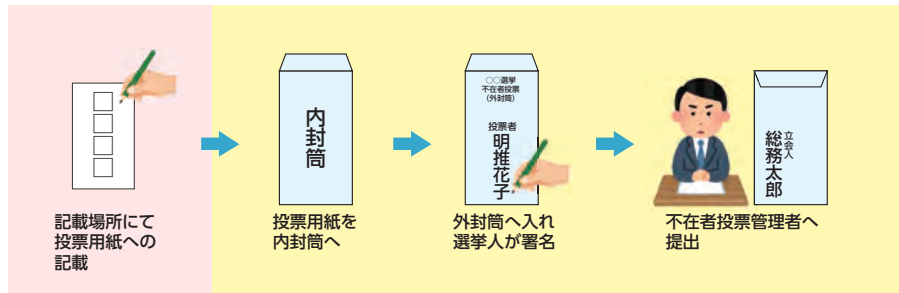 内封筒
○○選挙
不在者投票
(外封筒)
投票者
明推花子
立会人
総務太郎
記載場所にて
投票用紙への
記載
投票用紙を
内封筒へ
外封筒へ入れ
選挙人が署名
不在者投票管理者へ
提出